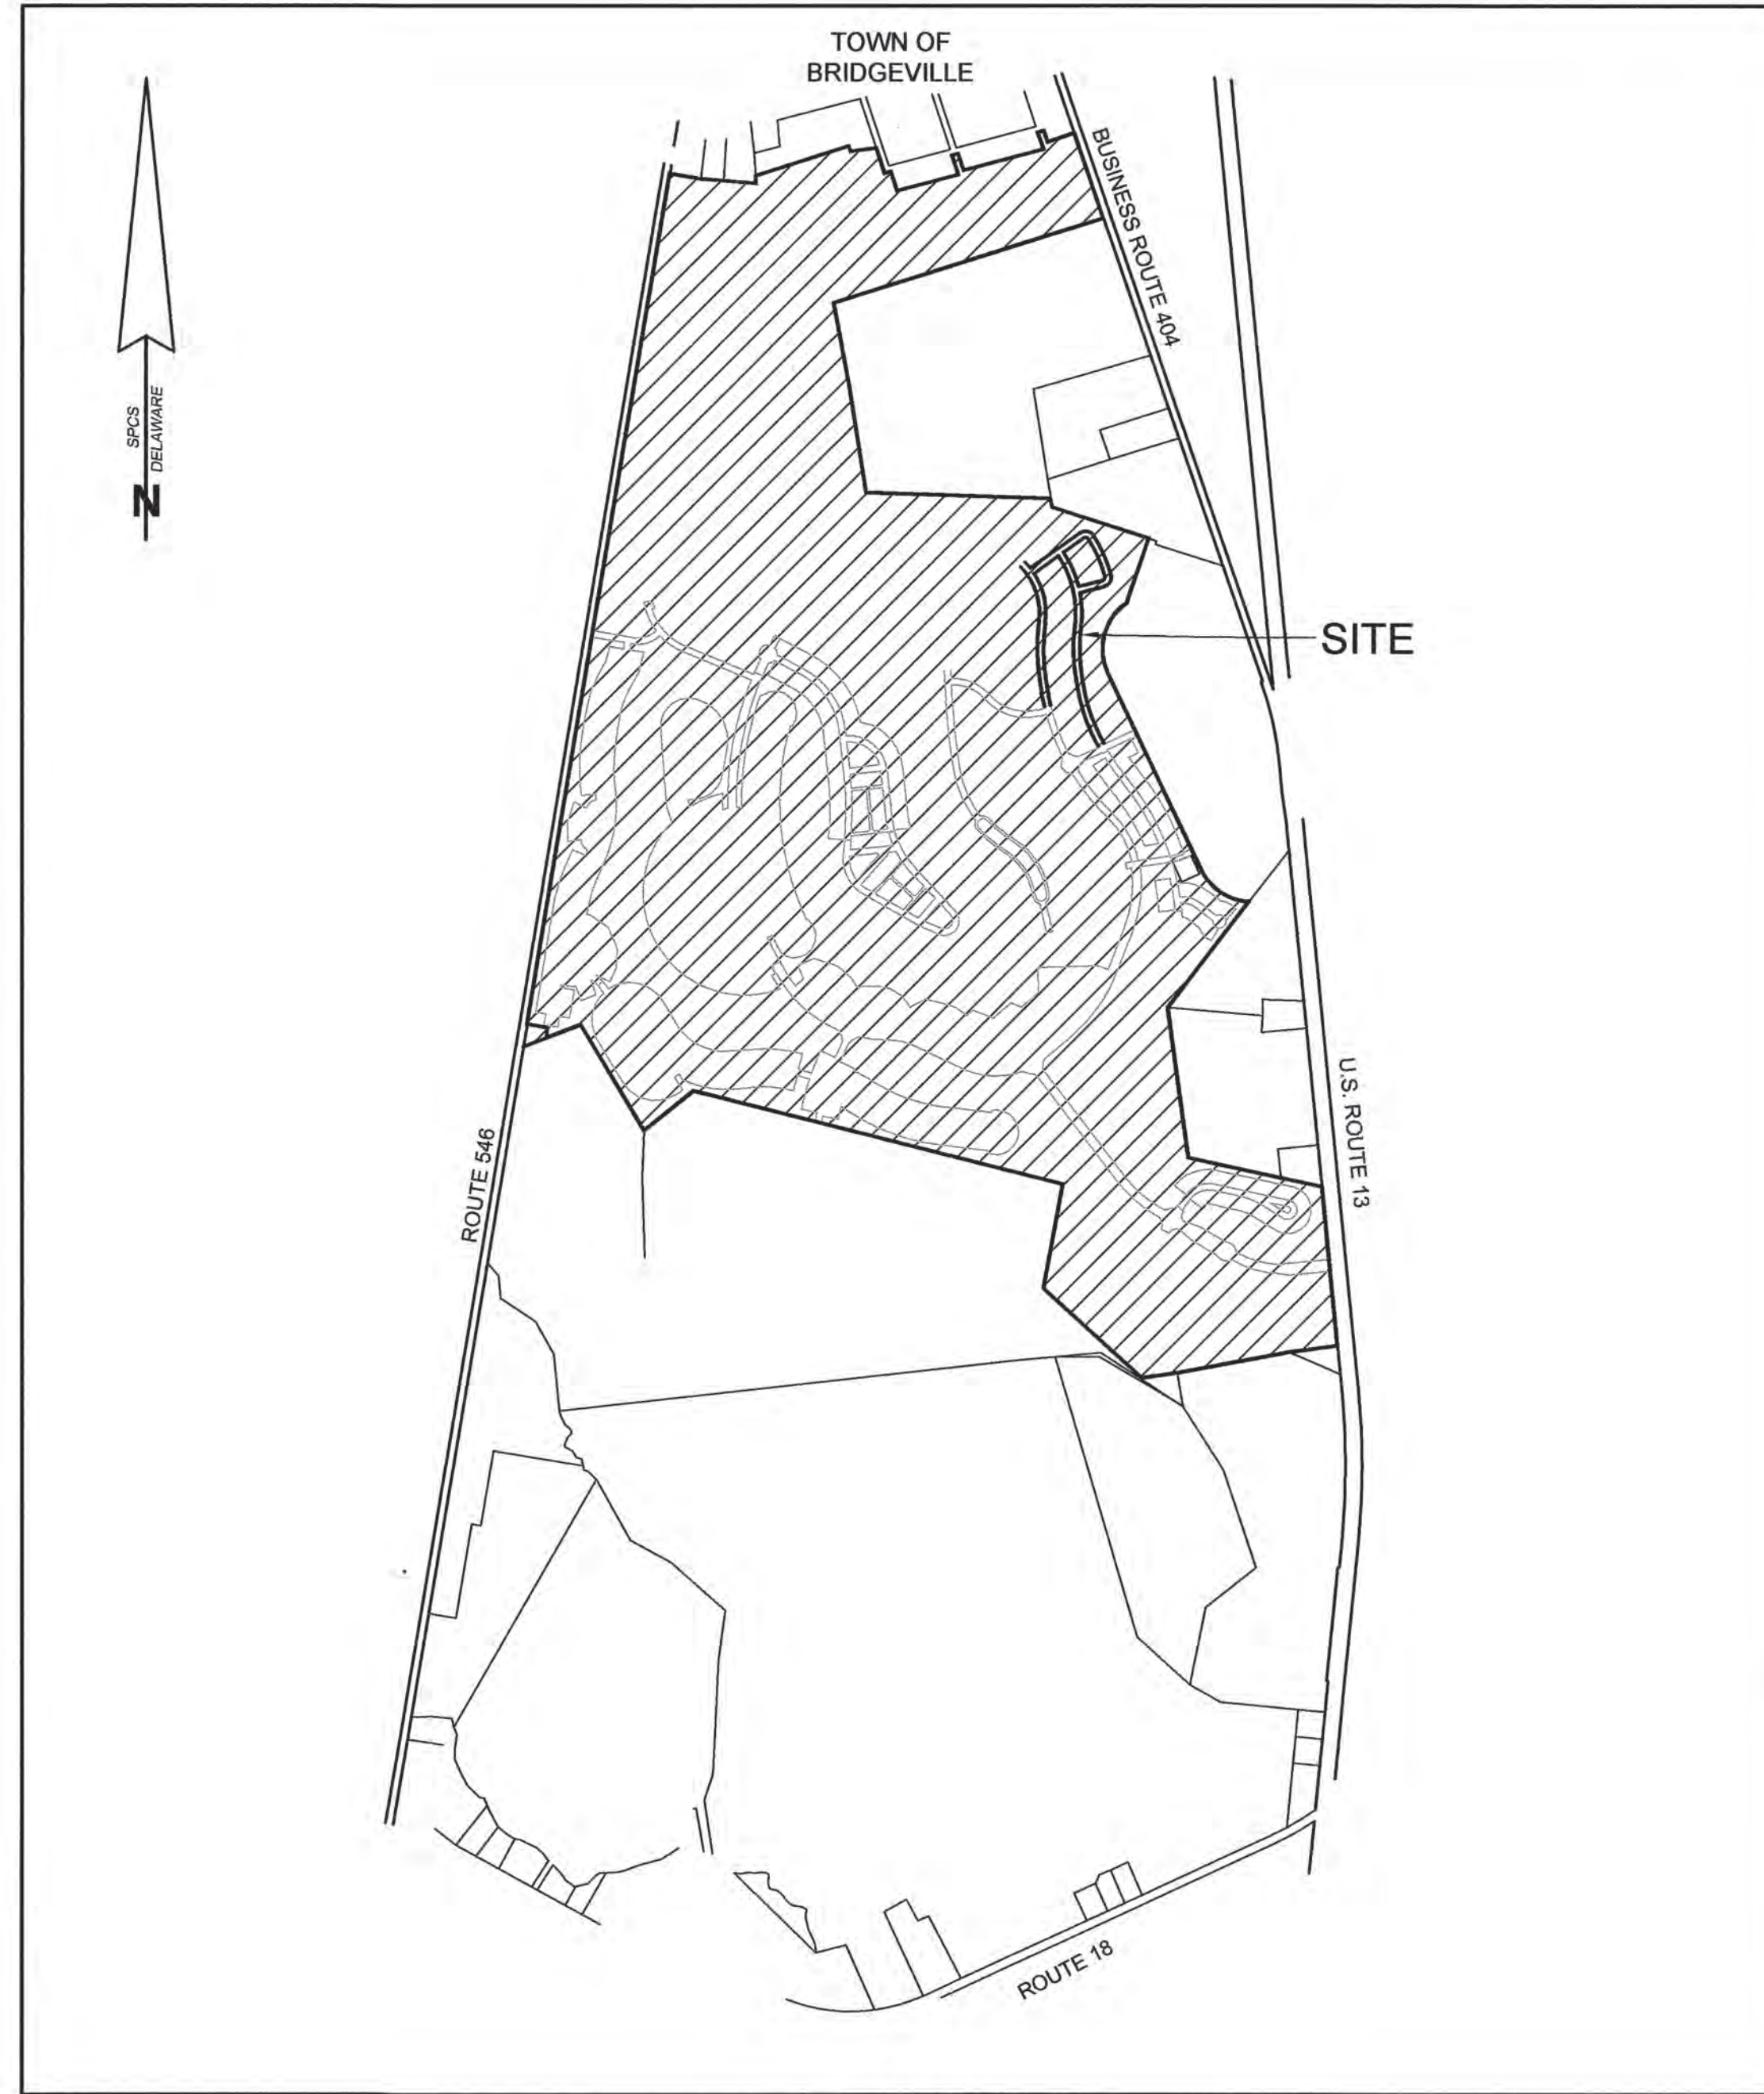 TOWN OF
BRIDGEVILLE
BUSINESS ROUTE 404
SPCS
DELAWARE
N
SITE
U.S. ROUTE 13
ROUTE 546
ROUTE 18